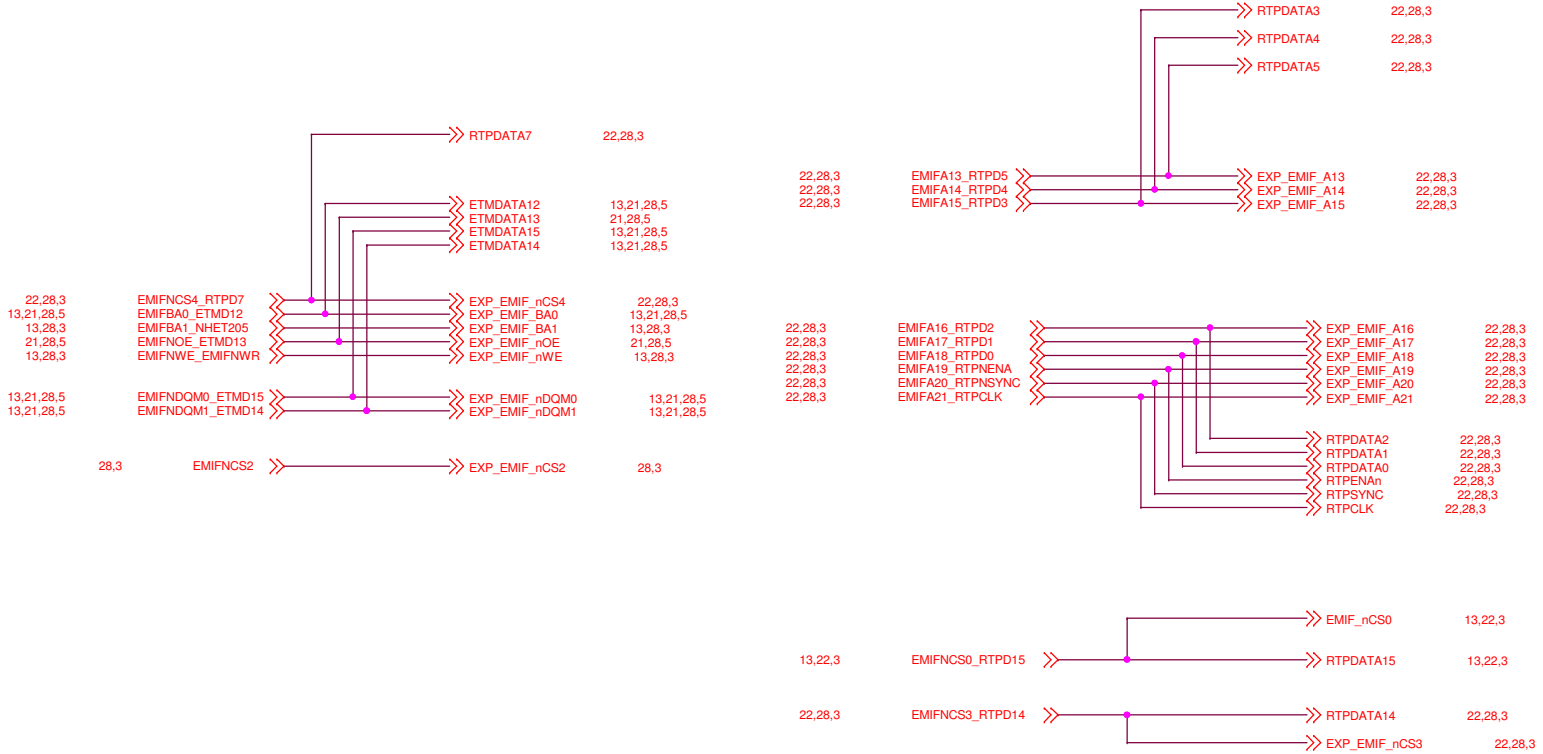 RTPDATA3 22,28,3
RTPDATA4 22,28,3
RTPDATA5 22,28,3
RTPDATA7 22,28,3
22,28,3 EMIFA13_RTPD5 EXP_EMIF_A13 22,28,3
22,28,3 EMIFA14_RTPD4 EXP_EMIF_A14 22,28,3
22,28,3 EMIFA15_RTPD3 EXP_EMIF_A15 22,28,3
ETMDATA12 13,21,28,5
ETMDATA13 21,28,5
ETMDATA15 13,21,28,5
ETMDATA14 13,21,28,5
22,28,3 EMIFNCS4_RTPD7 EXP_EMIF_nCS4 22,28,3
13,21,28,5 EMIFBA0_ETMD12 EXP_EMIF_BA0 13,21,28,5
13,28,3 EMIFBA1_NHET205 EXP_EMIF_BA1 13,28,3
21,28,5 EMIFNOE_ETMD13 EXP_EMIF_nOE 21,28,5
13,28,3 EMIFNWE_EMIFNWR EXP_EMIF_nWE 13,28,3
13,21,28,5 EMIFNDQM0_ETMD15 EXP_EMIF_nDQM0 13,21,28,5
13,21,28,5 EMIFNDQM1_ETMD14 EXP_EMIF_nDQM1 13,21,28,5
28,3 EMIFNCS2 EXP_EMIF_nCS2 28,3
22,28,3 EMIFA16_RTPD2 EXP_EMIF_A16 22,28,3
22,28,3 EMIFA17_RTPD1 EXP_EMIF_A17 22,28,3
22,28,3 EMIFA18_RTPD0 EXP_EMIF_A18 22,28,3
22,28,3 EMIFA19_RTPNENA EXP_EMIF_A19 22,28,3
22,28,3 EMIFA20_RTPNSYNC EXP_EMIF_A20 22,28,3
22,28,3 EMIFA21_RTPCLK EXP_EMIF_A21 22,28,3
RTPDATA2 22,28,3
RTPDATA1 22,28,3
RTPDATA0 22,28,3
RTPENAn 22,28,3
RTPSYNC 22,28,3
RTPCLK 22,28,3
EMIF_nCS0 13,22,3
13,22,3 EMIFNCS0_RTPD15 RTPDATA15 13,22,3
22,28,3 EMIFNCS3_RTPD14 RTPDATA14 22,28,3
EXP_EMIF_nCS3 22,28,3